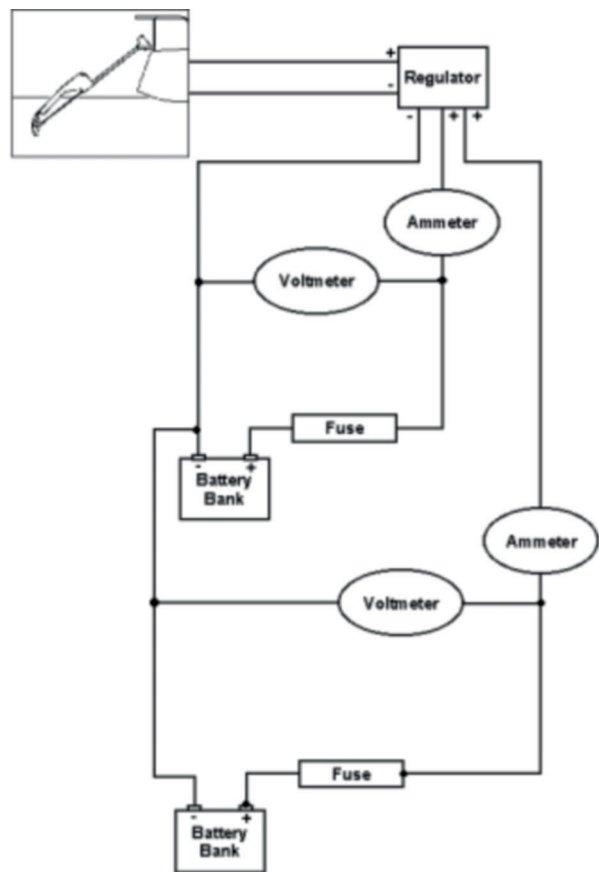 +
Regulator
-
- + +
Ammeter
Voltmeter
Fuse
- +
Battery
Bank
Ammeter
Voltmeter
Fuse
- +
Battery
Bank